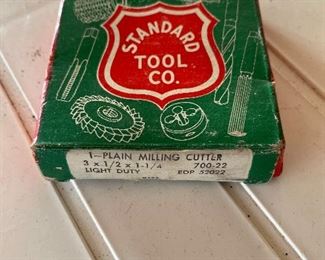 STANDARD
TOOL
CO.
1-PLAIN MILLING CUTTER
3 x 1/2 x 1-1/4 700-22
LIGHT DUTY EDP 52022